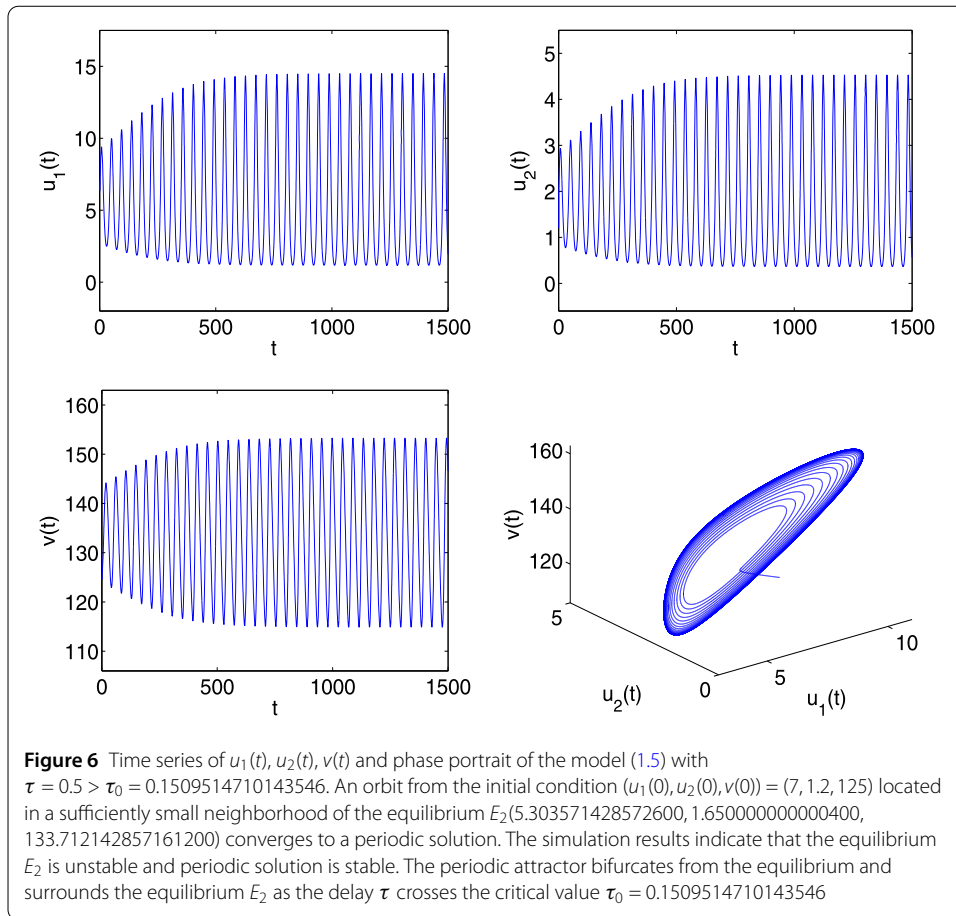 15
10
5
0
u_1(t)
0 500 1000 1500
t
5
4
3
2
1
0
u_2(t)
0 500 1000 1500
t
160
150
140
130
120
110
v(t)
0 500 1000 1500
t
160
140
120
v(t)
5
0
u_2(t)
5
10
u_1(t)
Figure 6 Time series of u₁(t), u₂(t), v(t) and phase portrait of the model (1.5) with
τ = 0.5 > τ₀ = 0.1509514710143546. An orbit from the initial condition (u₁(0), u₂(0), v(0)) = (7, 1.2, 125) located
in a sufficiently small neighborhood of the equilibrium E₂(5.303571428572600, 1.650000000000400,
133.712142857161200) converges to a periodic solution. The simulation results indicate that the equilibrium
E₂ is unstable and periodic solution is stable. The periodic attractor bifurcates from the equilibrium and
surrounds the equilibrium E₂ as the delay τ crosses the critical value τ₀ = 0.1509514710143546